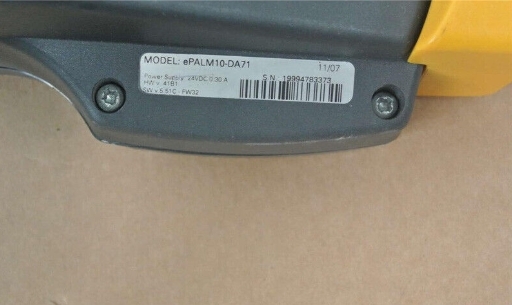 MODEL: ePALM10-DA71 11/07
Power Supply: 24VDC 0.30 A
S.N. 19994783373
HW v. 41B1
SW v 5.51C - FW32